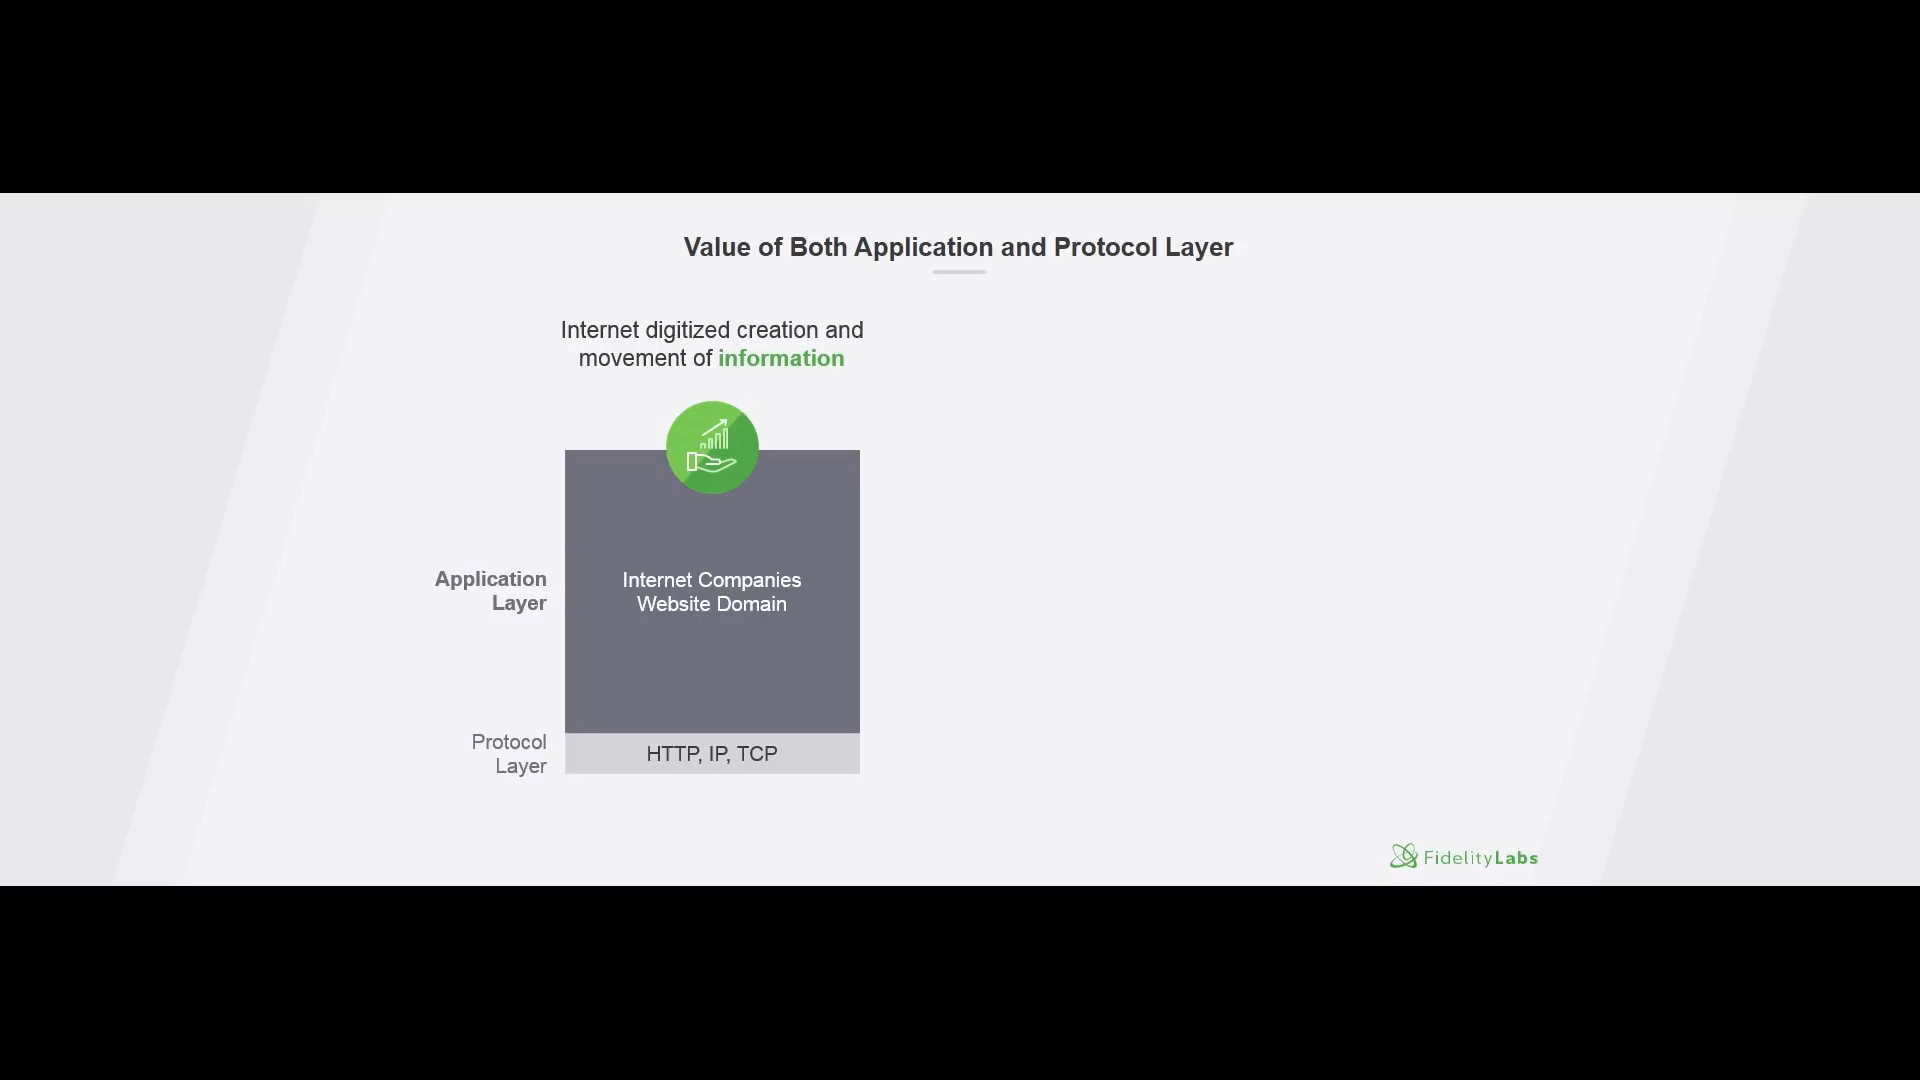 Value of Both Application and Protocol Layer
Internet digitized creation and
movement of information
Application
Layer
Internet Companies
Website Domain
Protocol
Layer
HTTP, IP, TCP
FidelityLabs